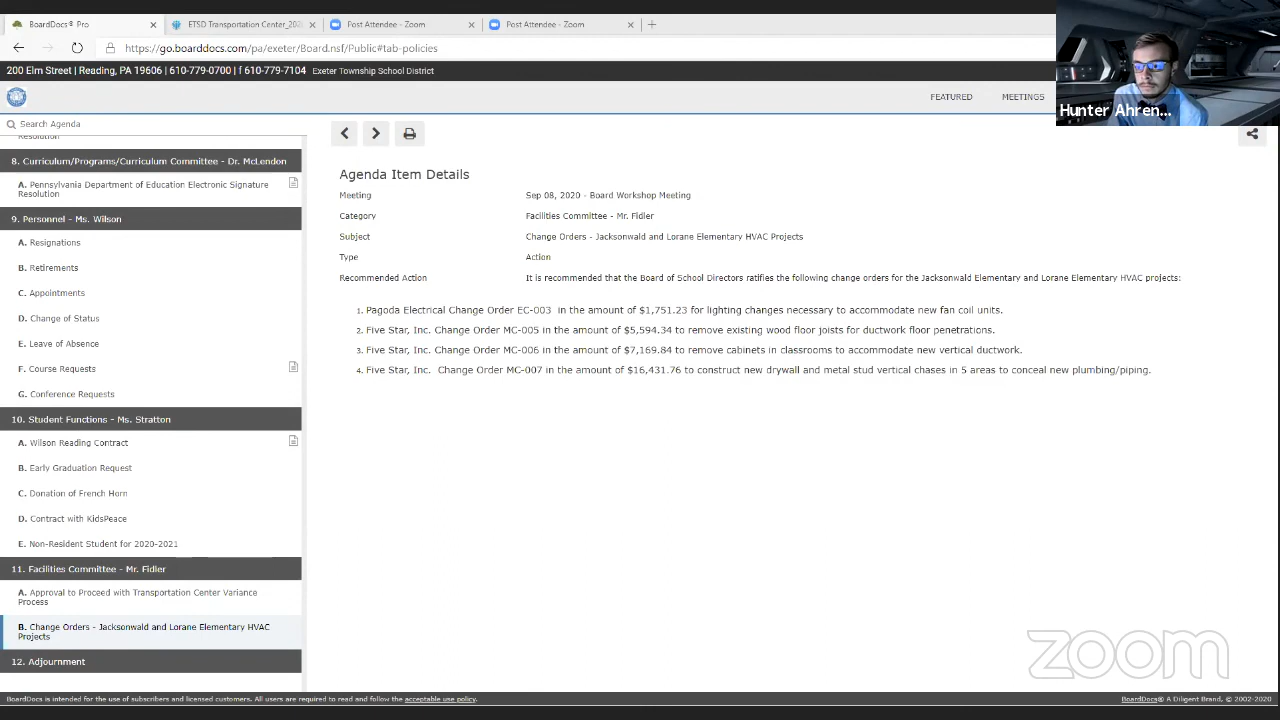 BoardDocs® Pro
ETSD Transportation Center_202
Post Attendee - Zoom
Post Attendee - Zoom
https://go.boarddocs.com/pa/exeter/Board.nsf/Public#tab-policies
200 Elm Street | Reading, PA 19606 | 610-779-0700 | f 610-779-7104 Exeter Township School District
FEATURED
MEETINGS
Hunter Ahren...
Search Agenda
Resolution
8. Curriculum/Programs/Curriculum Committee - Dr. McLendon
A. Pennsylvania Department of Education Electronic Signature
Resolution
9. Personnel - Ms. Wilson
A. Resignations
B. Retirements
C. Appointments
D. Change of Status
E. Leave of Absence
F. Course Requests
G. Conference Requests
10. Student Functions - Ms. Stratton
A. Wilson Reading Contract
B. Early Graduation Request
C. Donation of French Horn
D. Contract with KidsPeace
E. Non-Resident Student for 2020-2021
11. Facilities Committee - Mr. Fidler
A. Approval to Proceed with Transportation Center Variance
Process
B. Change Orders - Jacksonwald and Lorane Elementary HVAC
Projects
12. Adjournment
Agenda Item Details
Meeting Sep 08, 2020 - Board Workshop Meeting
Category Facilities Committee - Mr. Fidler
Subject Change Orders - Jacksonwald and Lorane Elementary HVAC Projects
Type Action
Recommended Action It is recommended that the Board of School Directors ratifies the following change orders for the Jacksonwald Elementary and Lorane Elementary HVAC projects:
1. Pagoda Electrical Change Order EC-003 in the amount of $1,751.23 for lighting changes necessary to accommodate new fan coil units.
2. Five Star, Inc. Change Order MC-005 in the amount of $5,594.34 to remove existing wood floor joists for ductwork floor penetrations.
3. Five Star, Inc. Change Order MC-006 in the amount of $7,169.84 to remove cabinets in classrooms to accommodate new vertical ductwork.
4. Five Star, Inc. Change Order MC-007 in the amount of $16,431.76 to construct new drywall and metal stud vertical chases in 5 areas to conceal new plumbing/piping.
zoom
BoardDocs is intended for the use of subscribers and licensed customers. All users are required to read and follow the acceptable use policy.
BoardDocs® A Diligent Brand, © 2002-2020